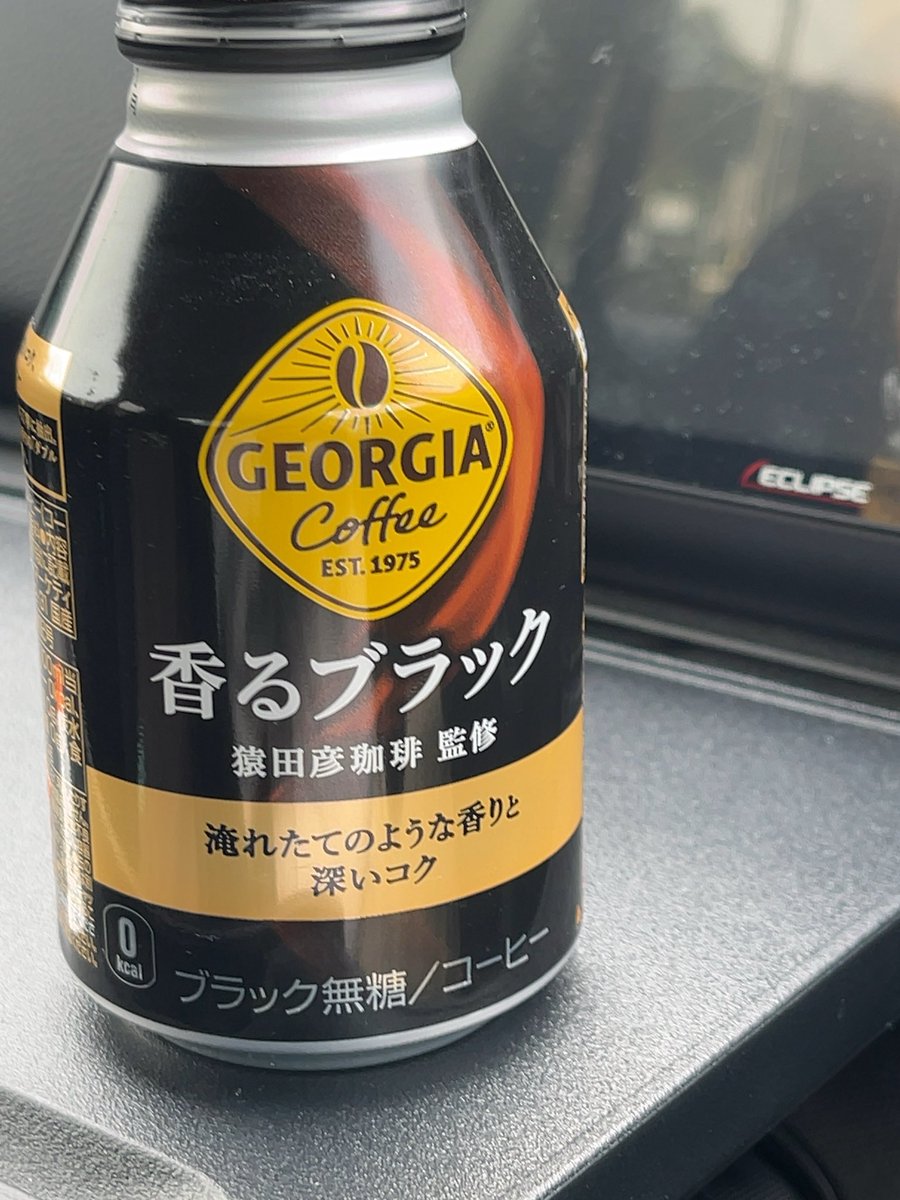 GEORGIA®
Coffee
EST. 1975
香るブラック
猿田彦珈琲 監修
淹れたてのような香りと
深いコク
0
kcal
ブラック無糖/コーヒー
ECLIPSE